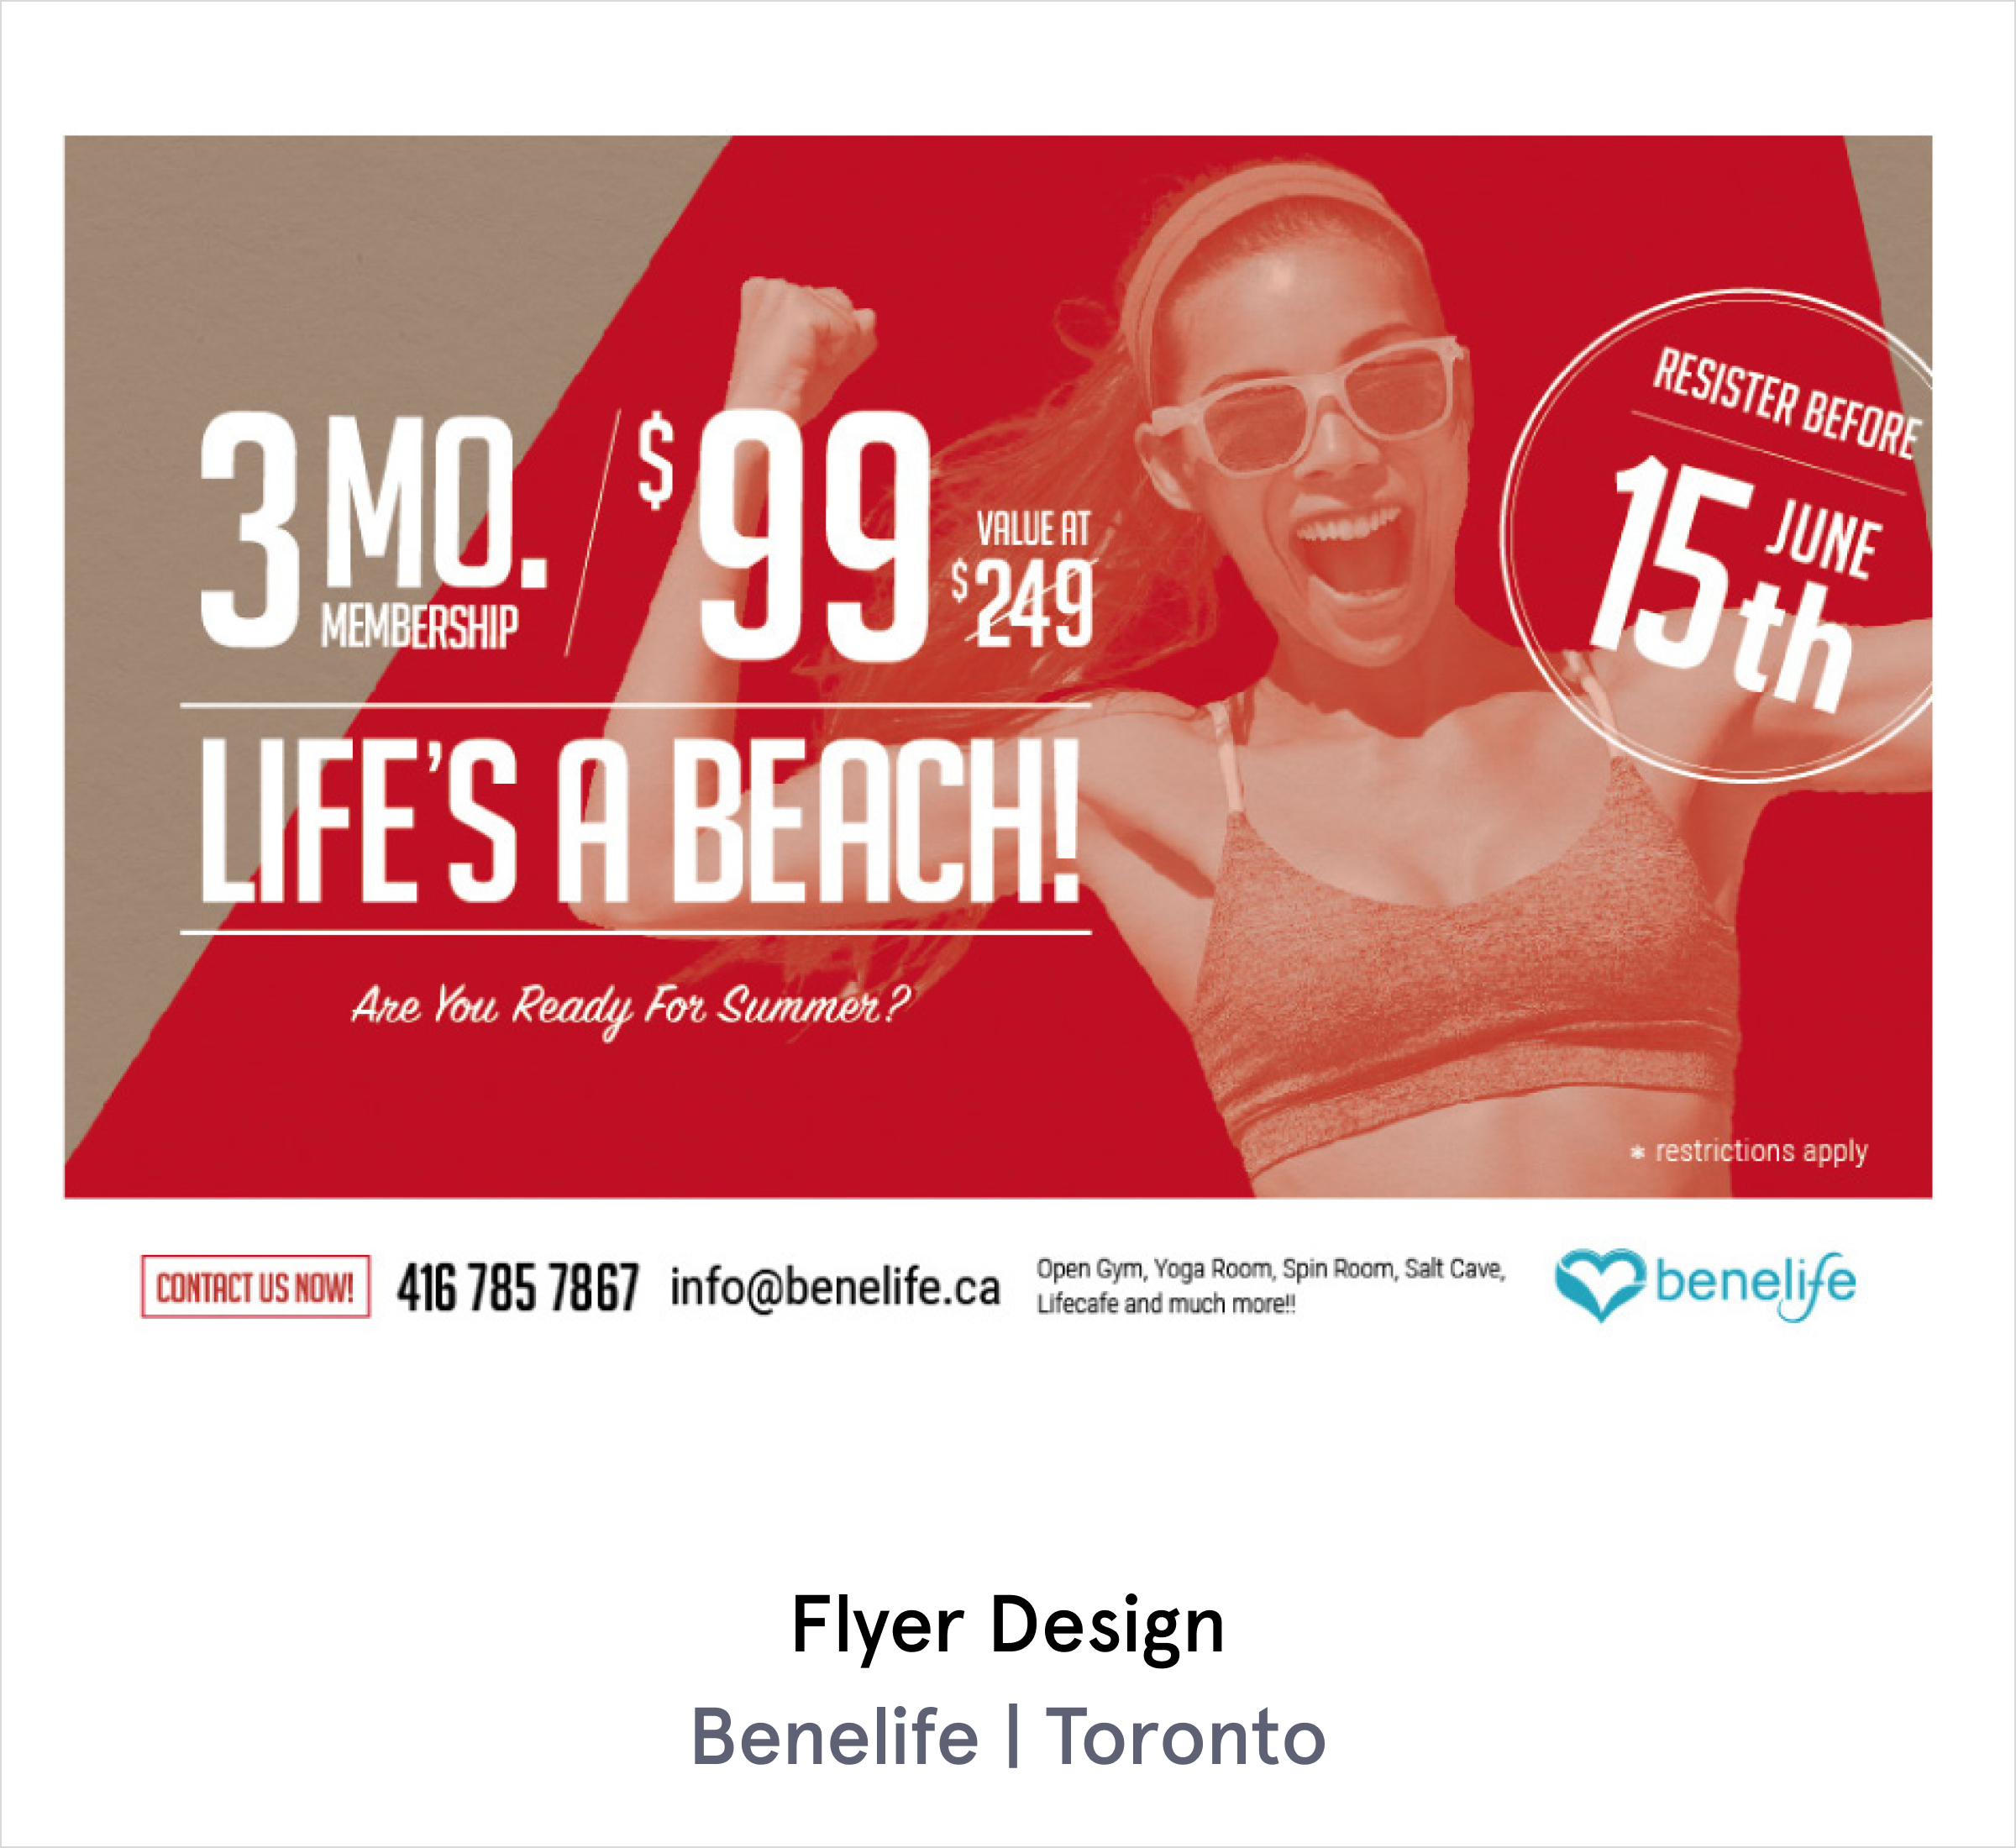 3 MO. / $99
MEMBERSHIP
VALUE AT
$249
LIFE'S A BEACH!
Are You Ready For Summer?
RESISTER BEFORE
15th JUNE
* restrictions apply
CONTACT US NOW! 416 785 7867 info@benelife.ca
Open Gym, Yoga Room, Spin Room, Salt Cave,
Lifecafe and much more!!
benelife
Flyer Design
Benelife | Toronto